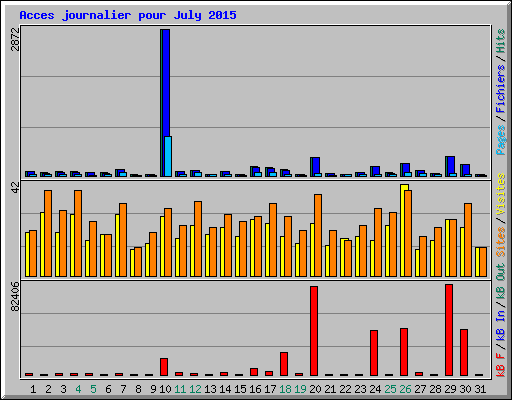 Acces journalier pour July 2015
2872
42
82406
Pages / Fichiers / Hits
Sites / Visites
kB F / kB In / kB Out
1 2 3 4 5 6 7 8 9 10 11 12 13 14 15 16 17 18 19 20 21 22 23 24 25 26 27 28 29 30 31